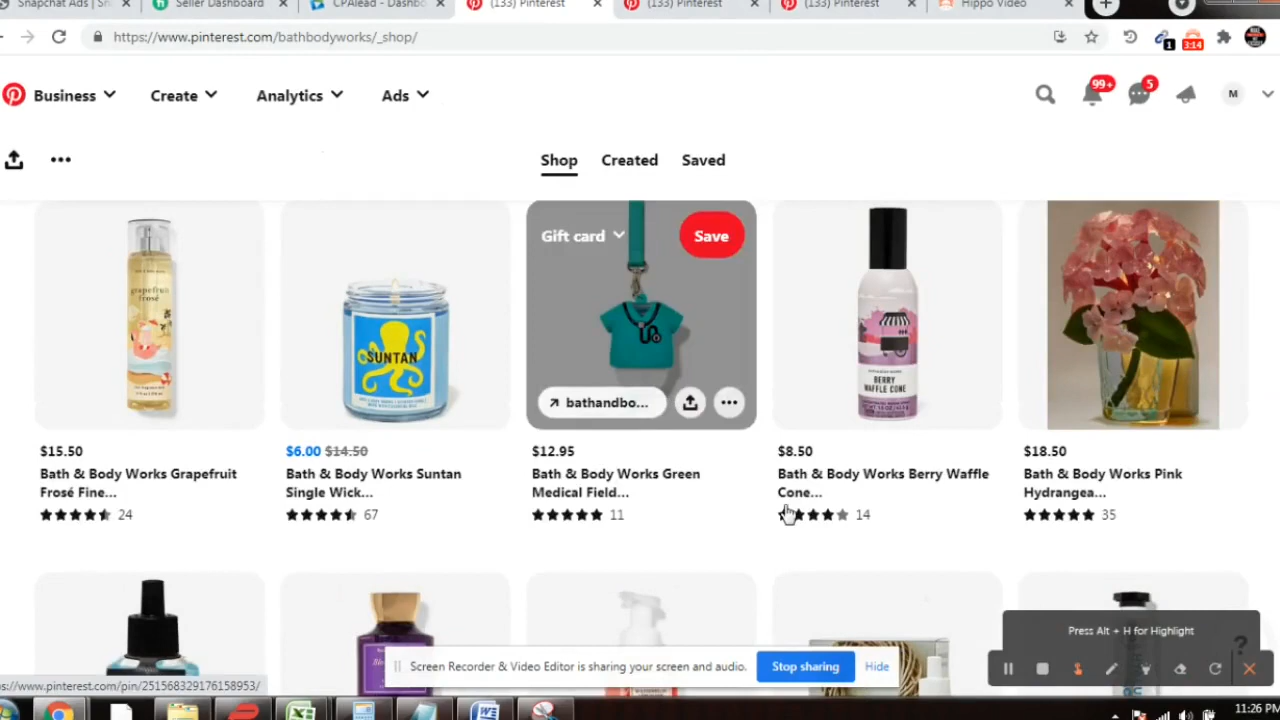 Snapchat Ads | Sn
Seller Dashboard
CPAlead - Dashbo
(133) Pinterest
(133) Pinterest
(133) Pinterest
Hippo Video
https://www.pinterest.com/bathbodyworks/_shop/
1
3:14
Business
Create
Analytics
Ads
99+
5
M
Shop
Created
Saved
grapefruit
frosé
SUNTAN
Gift card
Save
bathandbo...
BERRY
WAFFLE CONE
$15.50
$6.00 $14.50
$12.95
$8.50
$18.50
Bath & Body Works Grapefruit
Frosé Fine...
Bath & Body Works Suntan
Single Wick...
Bath & Body Works Green
Medical Field...
Bath & Body Works Berry Waffle
Cone...
Bath & Body Works Pink
Hydrangea...
24
67
11
14
35
Press Alt + H for Highlight
Screen Recorder & Video Editor is sharing your screen and audio.
Stop sharing
Hide
s://www.pinterest.com/pin/251568329176158953/
11:26 PM